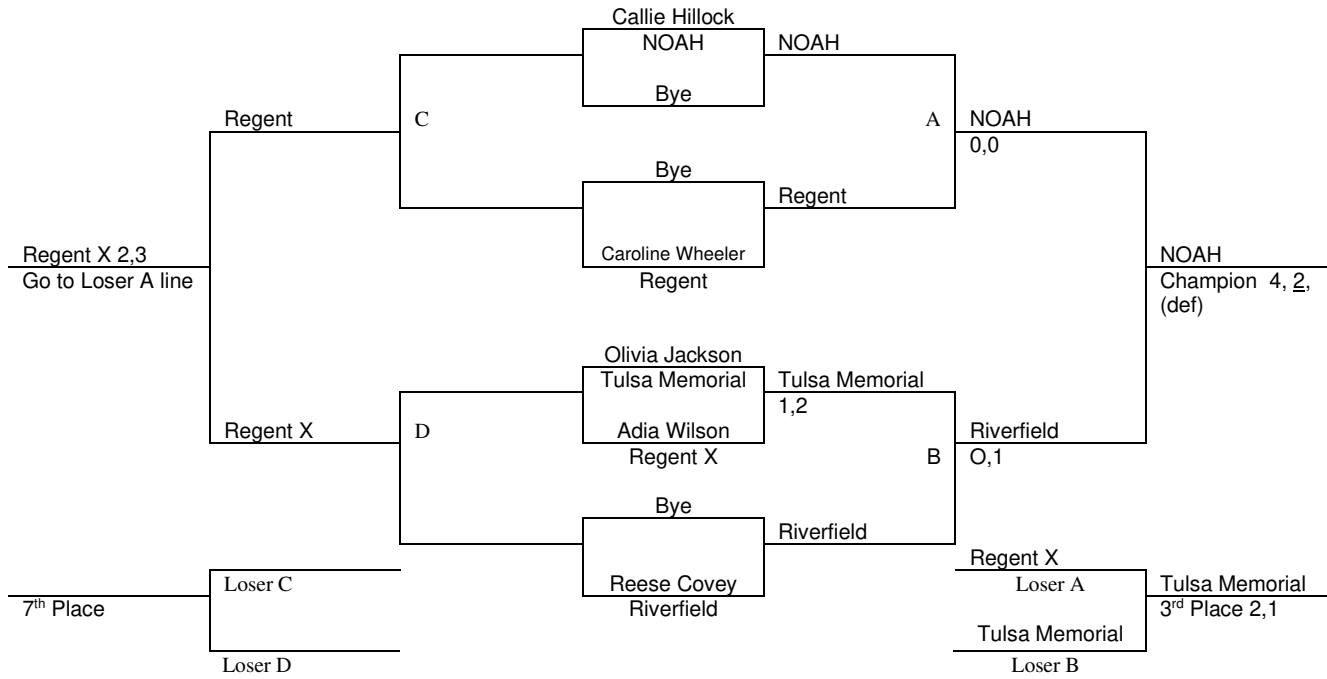 Callie Hillock
NOAH
NOAH
Bye
Regent
C
A
NOAH
0,0
Bye
Regent
Regent X 2,3
Go to Loser A line
Caroline Wheeler
Regent
NOAH
Champion 4, 2,
(def)
Olivia Jackson
Tulsa Memorial
Tulsa Memorial
1,2
Regent X
D
Adia Wilson
Regent X
B
Riverfield
O,1
Bye
Riverfield
Regent X
Loser C
Reese Covey
Riverfield
Loser A
Tulsa Memorial
3rd Place 2,1
7th Place
Tulsa Memorial
Loser D
Loser B